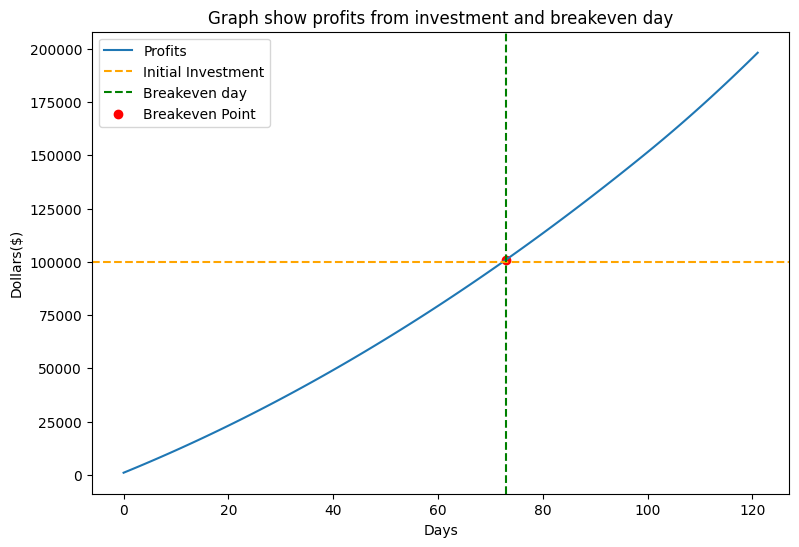 Graph show profits from investment and breakeven day
Profits
Initial Investment
Breakeven day
Breakeven Point
200000
175000
150000
125000
100000
75000
50000
25000
0
Dollars($)
0 20 40 60 80 100 120
Days